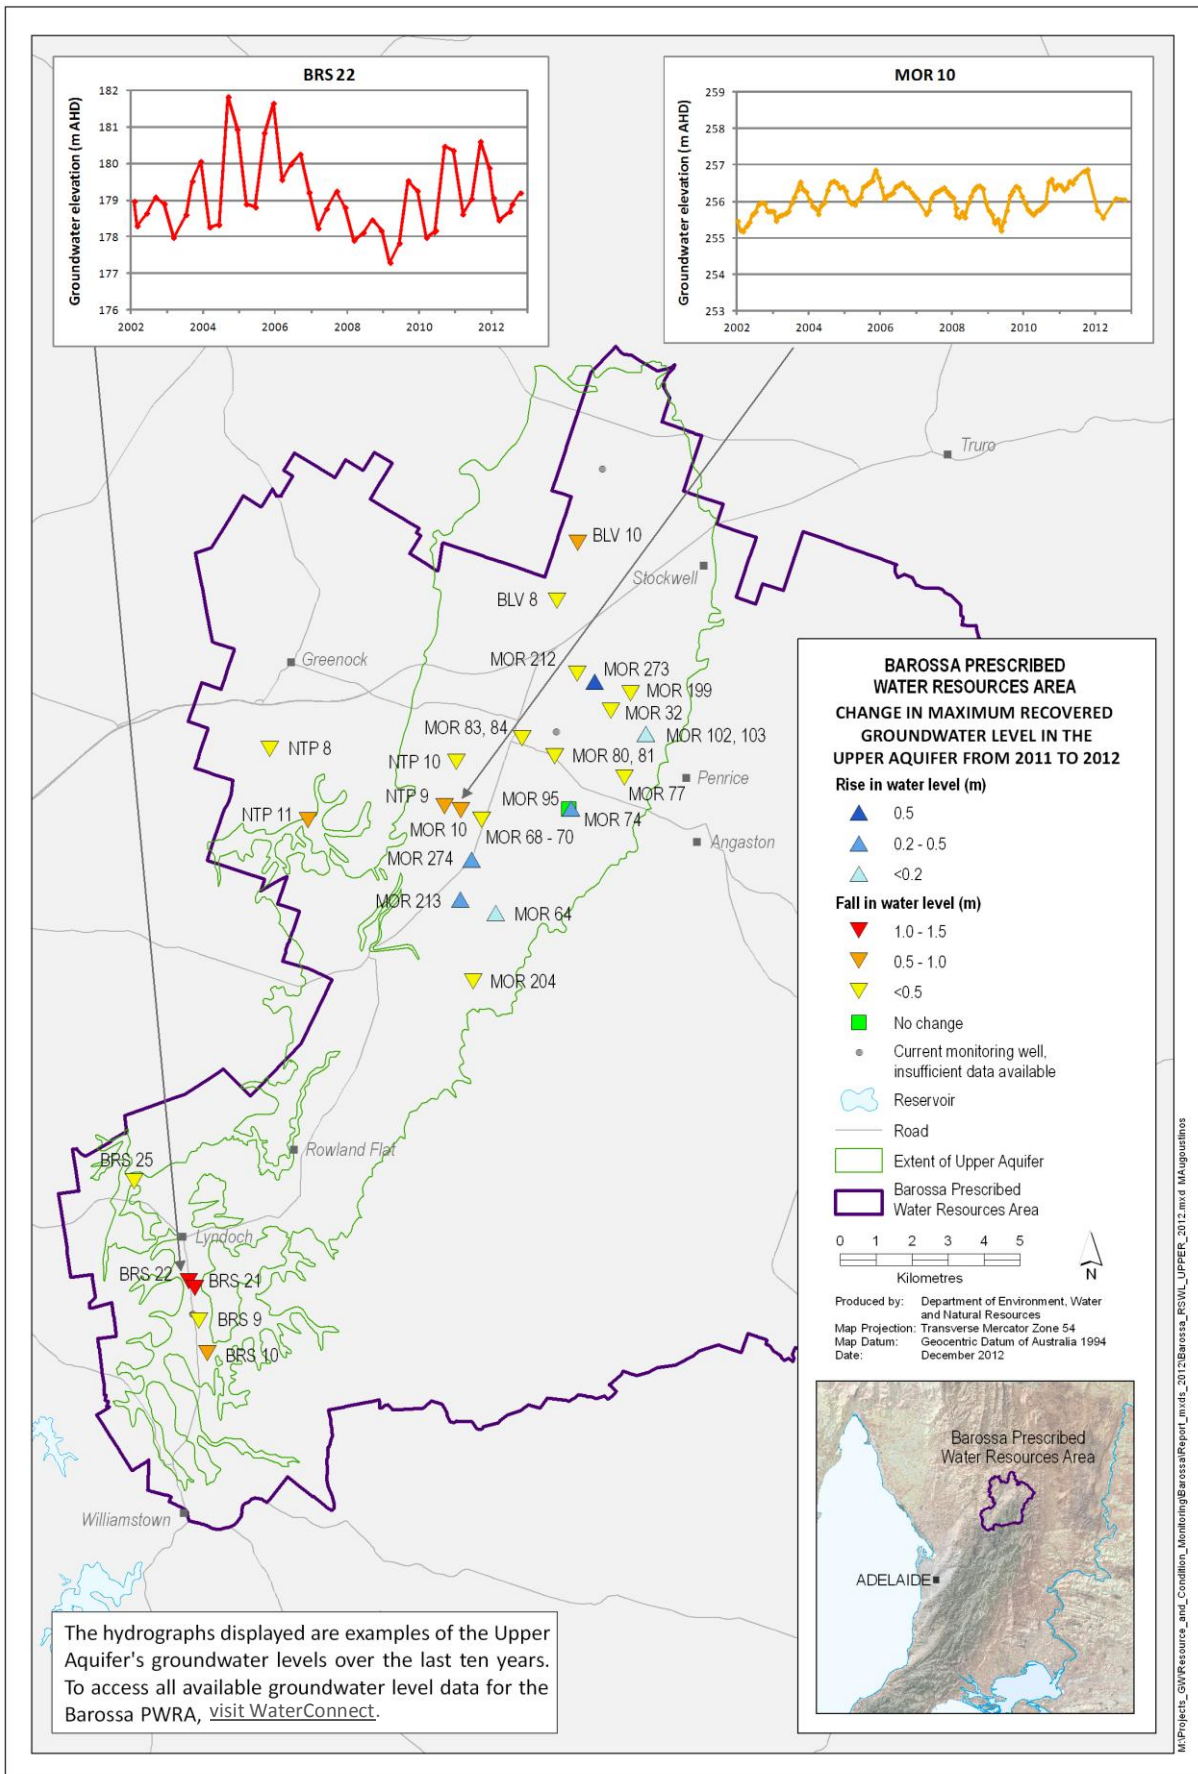 BRS 22
Groundwater elevation (m AHD)
182
181
180
179
178
177
176
2002
2004
2006
2008
2010
2012
MOR 10
Groundwater elevation (m AHD)
259
258
257
256
255
254
253
2002
2004
2006
2008
2010
2012
Truro
BLV 10
Stockwell
BLV 8
Greenock
MOR 212
MOR 273
MOR 199
MOR 32
MOR 83, 84
MOR 102, 103
NTP 8
NTP 10
MOR 80, 81
Penrice
MOR 77
NTP 9
MOR 95
NTP 11
MOR 10
MOR 74
MOR 68 - 70
Angaston
MOR 274
MOR 213
MOR 64
MOR 204
Rowland Flat
BRS 25
Lyndoch
BRS 22
BRS 21
BRS 9
BRS 10
Williamstown
BAROSSA PRESCRIBED
WATER RESOURCES AREA
CHANGE IN MAXIMUM RECOVERED
GROUNDWATER LEVEL IN THE
UPPER AQUIFER FROM 2011 TO 2012
Rise in water level (m)
0.5
0.2 - 0.5
<0.2
Fall in water level (m)
1.0 - 1.5
0.5 - 1.0
<0.5
No change
Current monitoring well,
insufficient data available
Reservoir
Road
Extent of Upper Aquifer
Barossa Prescribed
Water Resources Area
0 1 2 3 4 5
Kilometres
N
Produced by: Department of Environment, Water
and Natural Resources
Map Projection: Transverse Mercator Zone 54
Map Datum: Geocentric Datum of Australia 1994
Date: December 2012
Barossa Prescribed
Water Resources Area
ADELAIDE
The hydrographs displayed are examples of the Upper
Aquifer's groundwater levels over the last ten years.
To access all available groundwater level data for the
Barossa PWRA, visit WaterConnect.
M:\Projects_GW\Resource_and_Condition_Monitoring\Barossa\Report_mxds_2012\Barossa_RSWL_UPPER_2012.mxd MAugoustinos